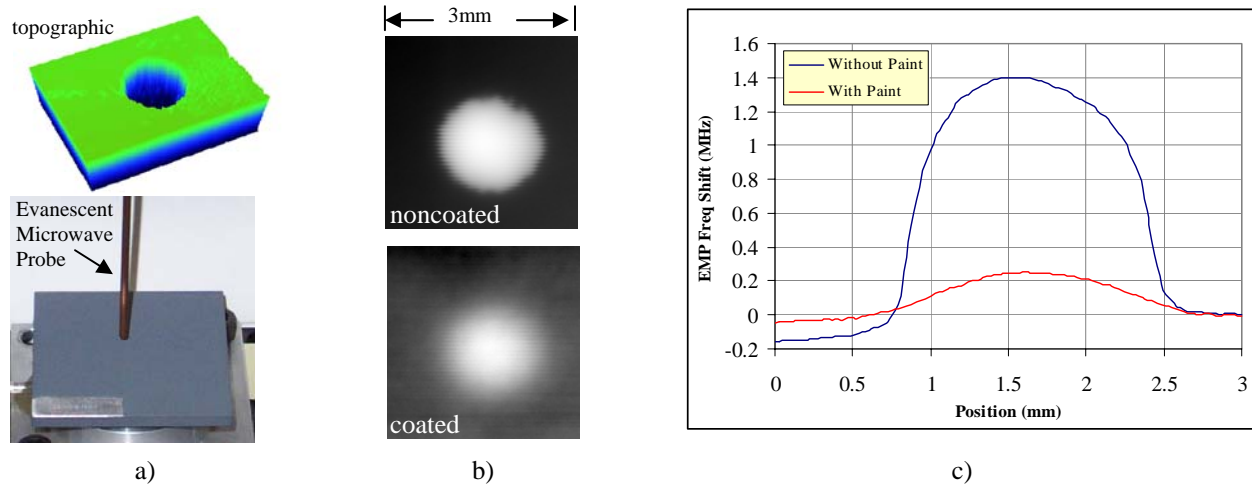 topographic
Evanescent
Microwave
Probe
a)
3mm
noncoated
coated
b)
EMP Freq Shift (MHz)
1.6
1.4
1.2
1
0.8
0.6
0.4
0.2
0
-0.2
Without Paint
With Paint
0
0.5
1
1.5
2
2.5
3
Position (mm)
c)